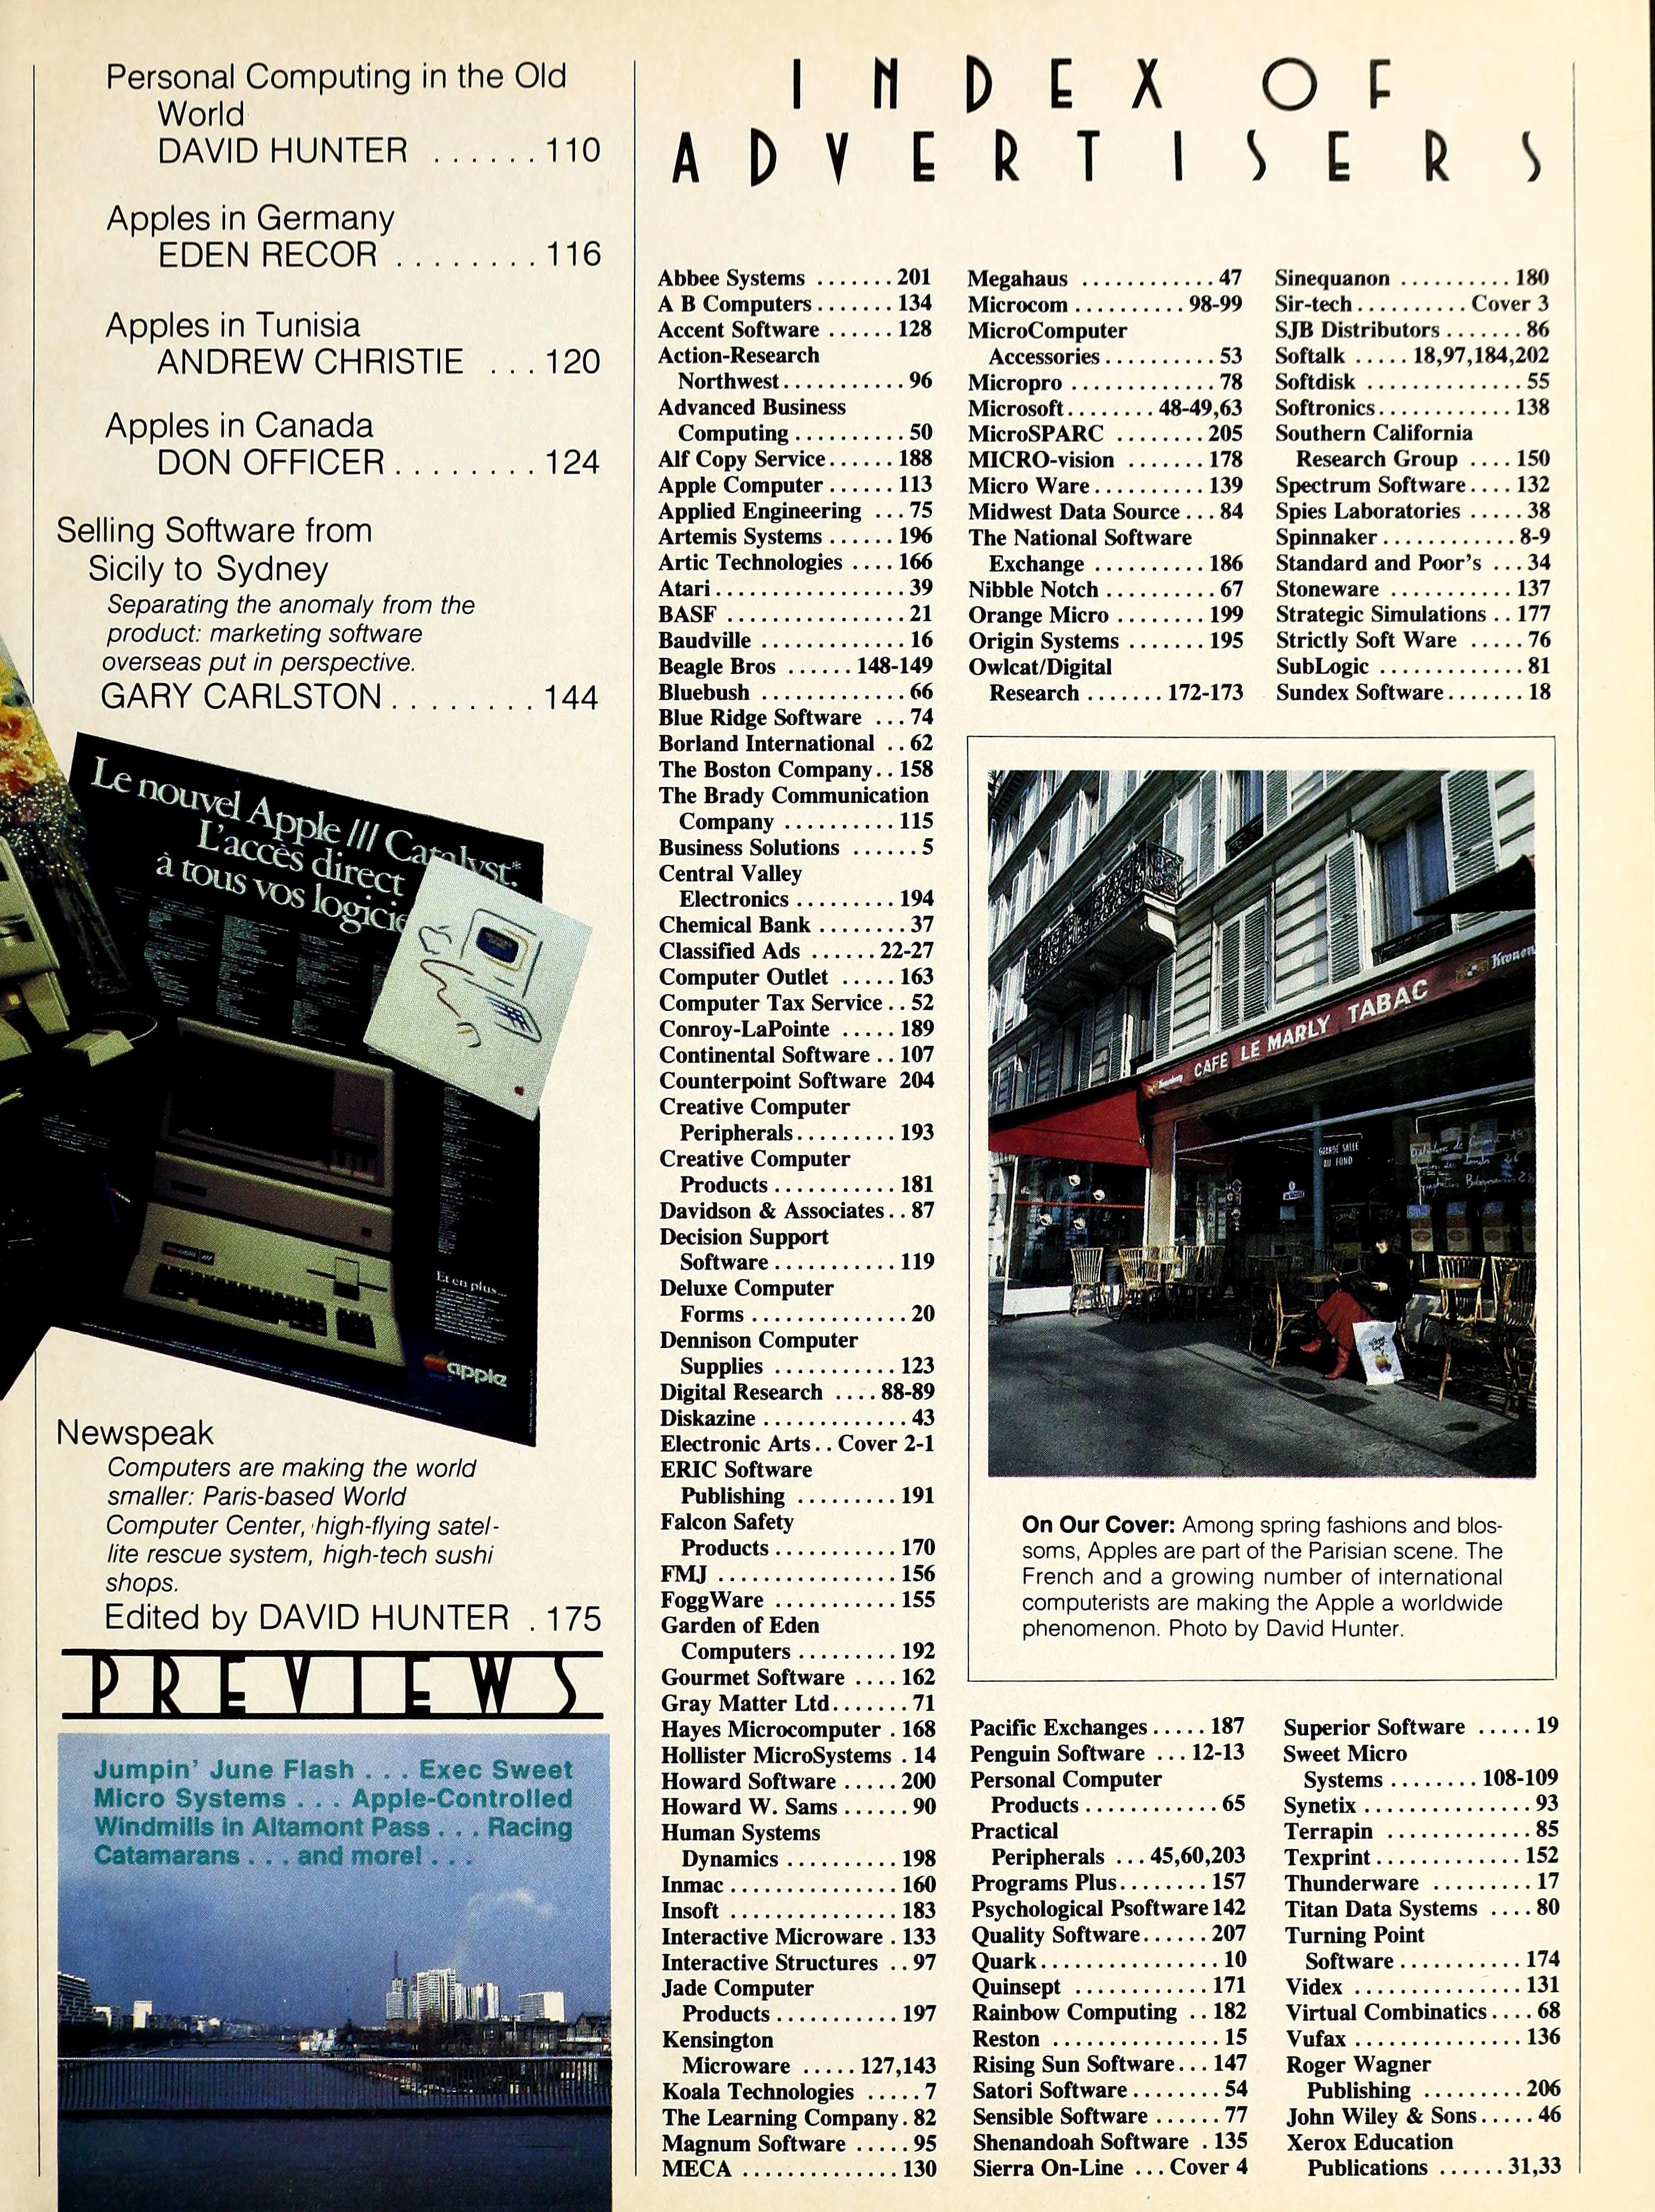 Personal Computing in the Old
World
DAVID HUNTER ...... 110
Apples in Germany
EDEN RECOR ........ 116
Apples in Tunisia
ANDREW CHRISTIE ... 120
Apples in Canada
DON OFFICER ........ 124
Selling Software from
Sicily to Sydney
Separating the anomaly from the
product: marketing software
overseas put in perspective.
GARY CARLSTON ........ 144
Le nouvel Apple /// Catalyst.*
L'accès direct
à tous vos
Et en plus...
apple
Newspeak
Computers are making the world
smaller: Paris-based World
Computer Center, high-flying satel-
lite rescue system, high-tech sushi
shops.
Edited by DAVID HUNTER . 175
PREVIEWS
Jumpin' June Flash . . . Exec Sweet
Micro Systems . . . Apple-Controlled
Windmills in Altamont Pass . . . Racing
Catamarans . . . and more! . . .
INDEX OF
ADVERTISERS
Abbee Systems ....... 201
A B Computers ....... 134
Accent Software ...... 128
Action-Research
Northwest ........... 96
Advanced Business
Computing .......... 50
Alf Copy Service ...... 188
Apple Computer ...... 113
Applied Engineering ... 75
Artemis Systems ...... 196
Artic Technologies .... 166
Atari ................. 39
BASF ................ 21
Baudville ............. 16
Beagle Bros ...... 148-149
Bluebush ............. 66
Blue Ridge Software ... 74
Borland International .. 62
The Boston Company .. 158
The Brady Communication
Company .......... 115
Business Solutions ...... 5
Central Valley
Electronics ......... 194
Chemical Bank ........ 37
Classified Ads ...... 22-27
Computer Outlet ..... 163
Computer Tax Service .. 52
Conroy-LaPointe ..... 189
Continental Software .. 107
Counterpoint Software 204
Creative Computer
Peripherals ......... 193
Creative Computer
Products ........... 181
Davidson & Associates .. 87
Decision Support
Software ........... 119
Deluxe Computer
Forms .............. 20
Dennison Computer
Supplies ........... 123
Digital Research .... 88-89
Diskazine ............. 43
Electronic Arts .. Cover 2-1
ERIC Software
Publishing ......... 191
Falcon Safety
Products ........... 170
FMJ ................ 156
FoggWare ........... 155
Garden of Eden
Computers ......... 192
Gourmet Software .... 162
Gray Matter Ltd ....... 71
Hayes Microcomputer . 168
Hollister MicroSystems . 14
Howard Software ..... 200
Howard W. Sams ...... 90
Human Systems
Dynamics .......... 198
Inmac ............... 160
Insoft ............... 183
Interactive Microware . 133
Interactive Structures .. 97
Jade Computer
Products ........... 197
Kensington
Microware ..... 127,143
Koala Technologies ..... 7
The Learning Company . 82
Magnum Software ..... 95
MECA .............. 130
Megahaus ............ 47
Microcom .......... 98-99
MicroComputer
Accessories .......... 53
Micropro ............. 78
Microsoft ........ 48-49,63
MicroSPARC ........ 205
MICRO-vision ....... 178
Micro Ware .......... 139
Midwest Data Source ... 84
The National Software
Exchange .......... 186
Nibble Notch .......... 67
Orange Micro ........ 199
Origin Systems ....... 195
Owlcat/Digital
Research ....... 172-173
Sinequanon .......... 180
Sir-tech .......... Cover 3
SJB Distributors ....... 86
Softalk ..... 18,97,184,202
Softdisk .............. 55
Softronics ............ 138
Southern California
Research Group .... 150
Spectrum Software .... 132
Spies Laboratories ..... 38
Spinnaker ............ 8-9
Standard and Poor's ... 34
Stoneware ........... 137
Strategic Simulations .. 177
Strictly Soft Ware ..... 76
SubLogic ............. 81
Sundex Software ....... 18
Kronen
CAFE LE MARLY TABAC
GRANDE SALLE
AU FOND
On Our Cover: Among spring fashions and blos-
soms, Apples are part of the Parisian scene. The
French and a growing number of international
computerists are making the Apple a worldwide
phenomenon. Photo by David Hunter.
Pacific Exchanges ..... 187
Penguin Software ... 12-13
Personal Computer
Products ............ 65
Practical
Peripherals ... 45,60,203
Programs Plus ........ 157
Psychological Psoftware 142
Quality Software ...... 207
Quark ................ 10
Quinsept ............ 171
Rainbow Computing .. 182
Reston ............... 15
Rising Sun Software ... 147
Satori Software ........ 54
Sensible Software ...... 77
Shenandoah Software . 135
Sierra On-Line ... Cover 4
Superior Software ..... 19
Sweet Micro
Systems ........ 108-109
Synetix ............... 93
Terrapin ............. 85
Texprint ............. 152
Thunderware ......... 17
Titan Data Systems .... 80
Turning Point
Software ........... 174
Videx ............... 131
Virtual Combinatics .... 68
Vufax ............... 136
Roger Wagner
Publishing ......... 206
John Wiley & Sons ..... 46
Xerox Education
Publications ...... 31,33